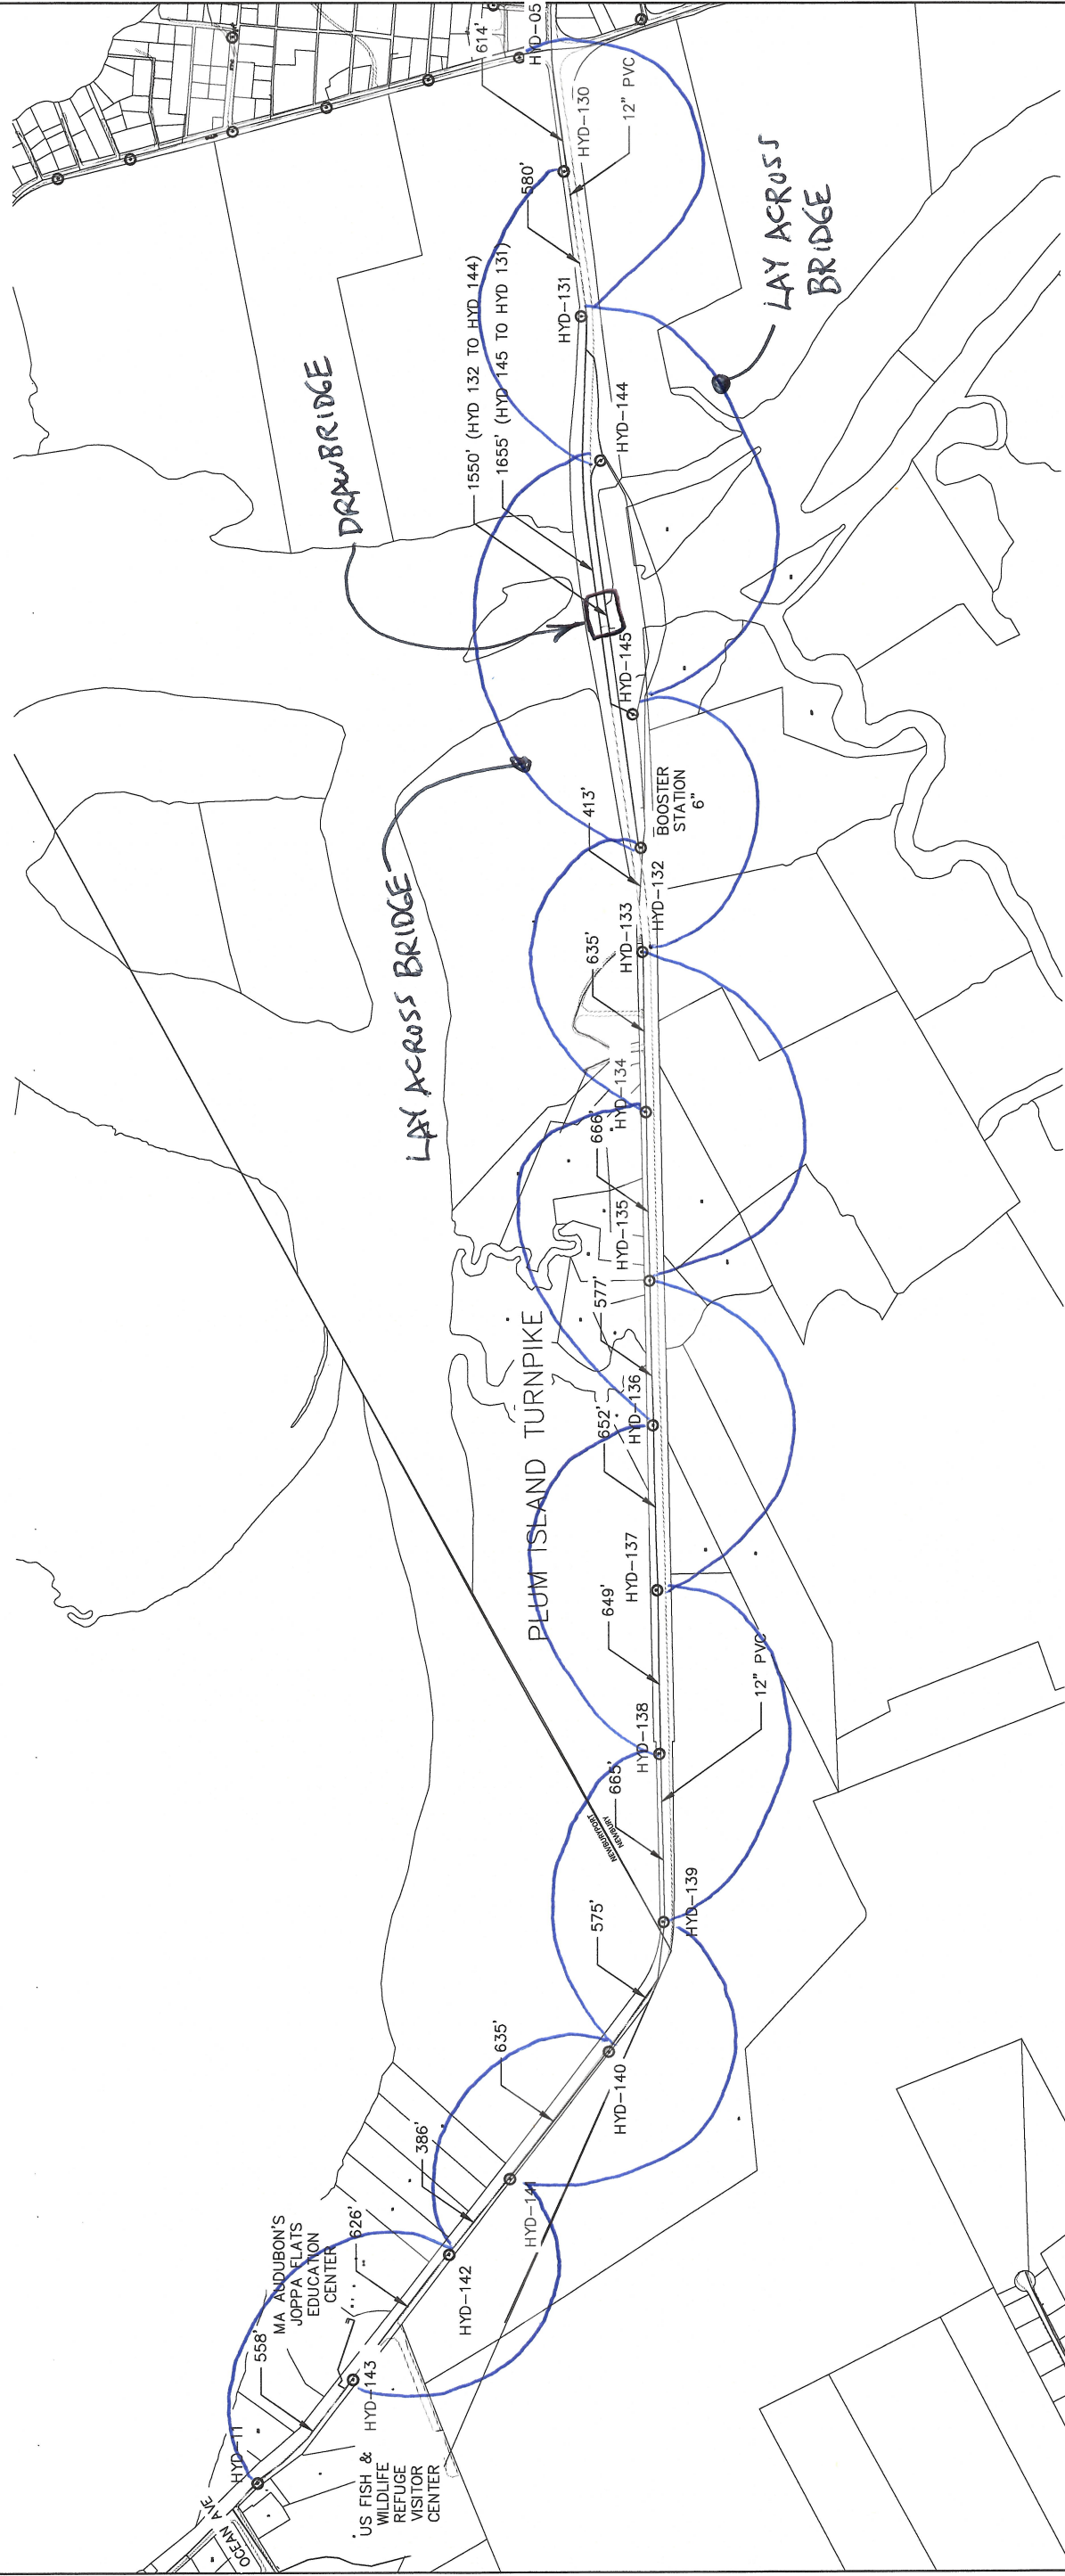 614'
HYD-05
HYD-130
12" PVC
580'
HYD-131
LAY ACROSS
BRIDGE
1550' (HYD 132 TO HYD 144)
1655' (HYD 145 TO HYD 131)
HYD-144
DRAWBRIDGE
HYD-145
BOOSTER
STATION
6"
413'
HYD-132
LAY ACROSS BRIDGE
HYD-133
635'
HYD-134
666'
HYD-135
577'
PLUM ISLAND TURNPIKE
HYD-136
652'
HYD-137
649'
12" PVC
HYD-138
665'
NEWBURYPORT
NEWBURY
HYD-139
575'
635'
HYD-140
386'
HYD-141
626'
MA AUDUBON'S
JOPPA FLATS
EDUCATION
CENTER
HYD-142
558'
HYD-143
HYD-11
US FISH &
WILDLIFE
REFUGE
VISITOR
CENTER
OCEAN AVE